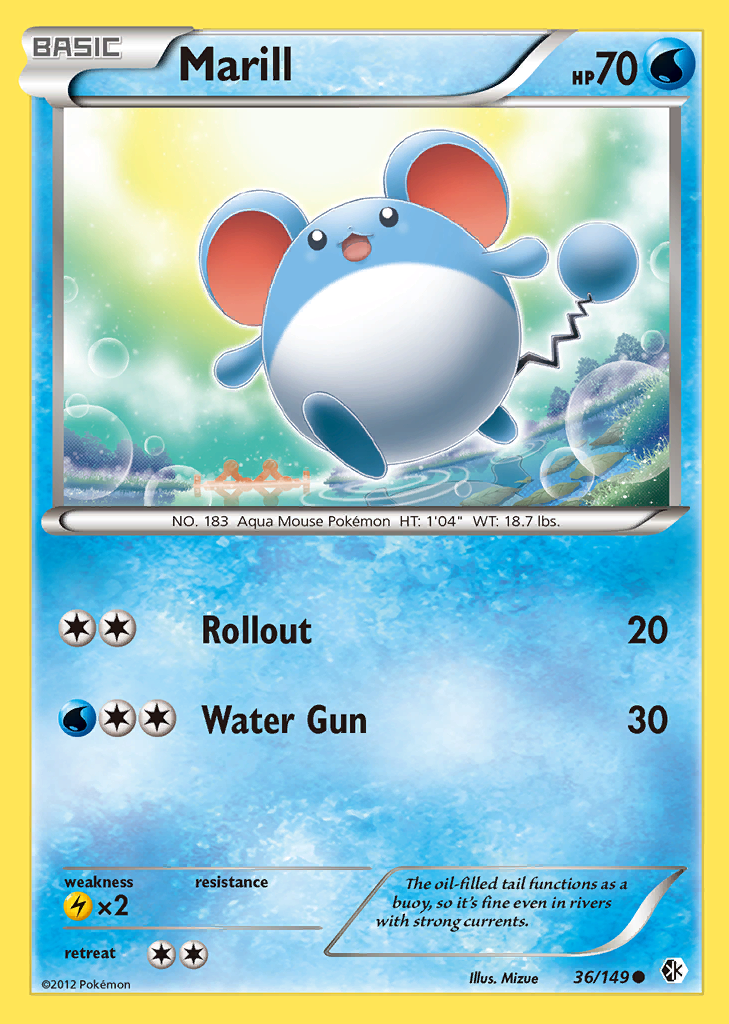 BASIC
Marill
HP70
NO. 183 Aqua Mouse Pokémon HT: 1'04" WT: 18.7 lbs.
Rollout 20
Water Gun 30
weakness resistance
×2
The oil-filled tail functions as a
buoy, so it's fine even in rivers
with strong currents.
retreat
©2012 Pokémon
Illus. Mizue 36/149